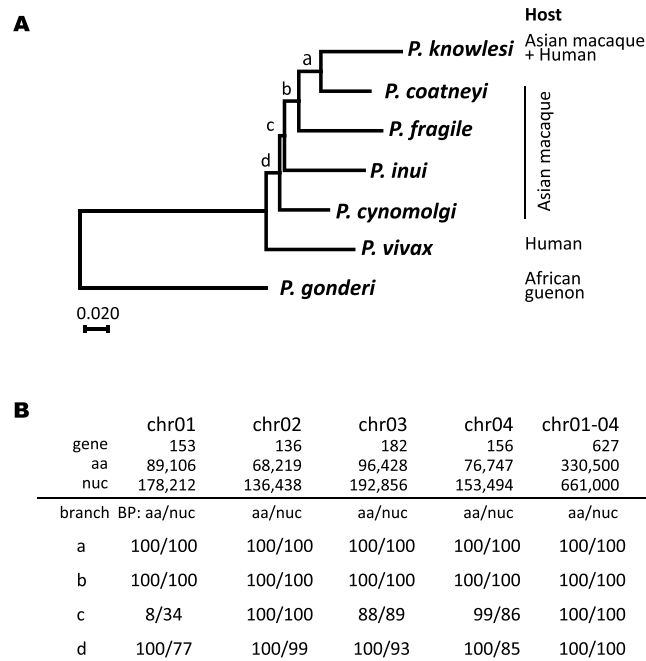 A
Host
a
P. knowlesi
Asian macaque
+ Human
b
P. coatneyi
c
P. fragile
d
P. inui
Asian macaque
P. cynomolgi
P. vivax
Human
P. gonderi
African
guenon
0.020
B
chr01 chr02 chr03 chr04 chr01-04
gene 153 136 182 156 627
aa 89,106 68,219 96,428 76,747 330,500
nuc 178,212 136,438 192,856 153,494 661,000
branch BP: aa/nuc aa/nuc aa/nuc aa/nuc aa/nuc
a 100/100 100/100 100/100 100/100 100/100
b 100/100 100/100 100/100 100/100 100/100
c 8/34 100/100 88/89 99/86 100/100
d 100/77 100/99 100/93 100/85 100/100